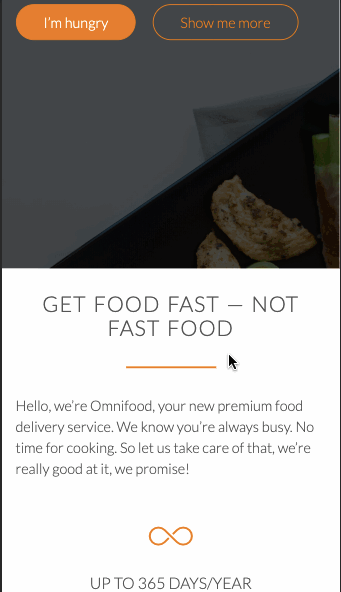 I'm hungry
Show me more
GET FOOD FAST — NOT
FAST FOOD
Hello, we're Omnifood, your new premium food
delivery service. We know you're always busy. No
time for cooking. So let us take care of that, we're
really good at it, we promise!
UP TO 365 DAYS/YEAR